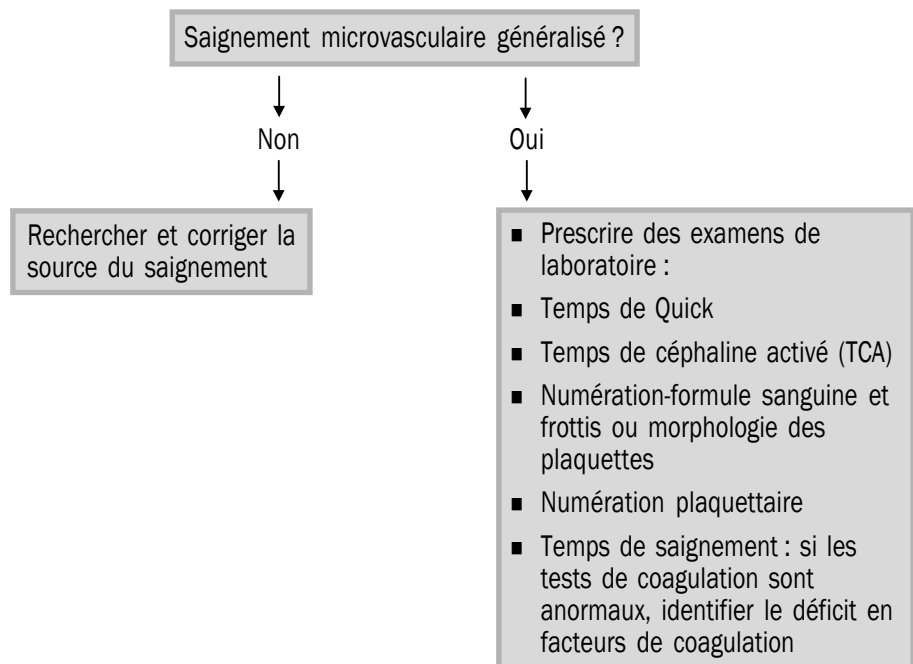 Saignement microvasculaire généralisé ?
Non
Oui
Rechercher et corriger la
source du saignement
■ Prescrire des examens de
laboratoire :
■ Temps de Quick
■ Temps de céphaline activé (TCA)
■ Numération-formule sanguine et
frottis ou morphologie des
plaquettes
■ Numération plaquettaire
■ Temps de saignement : si les
tests de coagulation sont
anormaux, identifier le déficit en
facteurs de coagulation